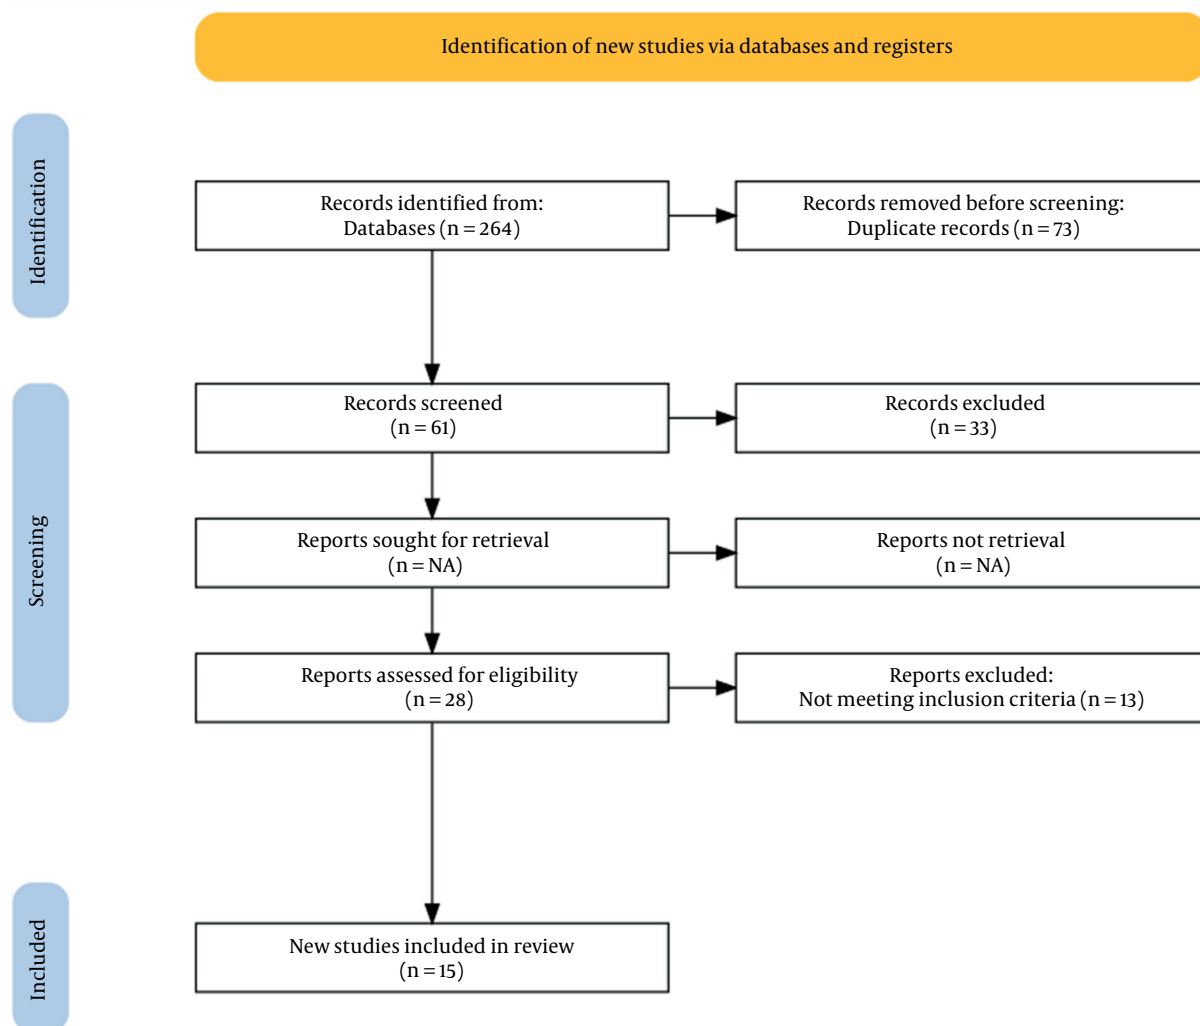 Identification of new studies via databases and registers
Identification
Records identified from:
Databases (n = 264)
Records removed before screening:
Duplicate records (n = 73)
Screening
Records screened
(n = 61)
Records excluded
(n = 33)
Reports sought for retrieval
(n = NA)
Reports not retrieval
(n = NA)
Reports assessed for eligibility
(n = 28)
Reports excluded:
Not meeting inclusion criteria (n = 13)
Included
New studies included in review
(n = 15)